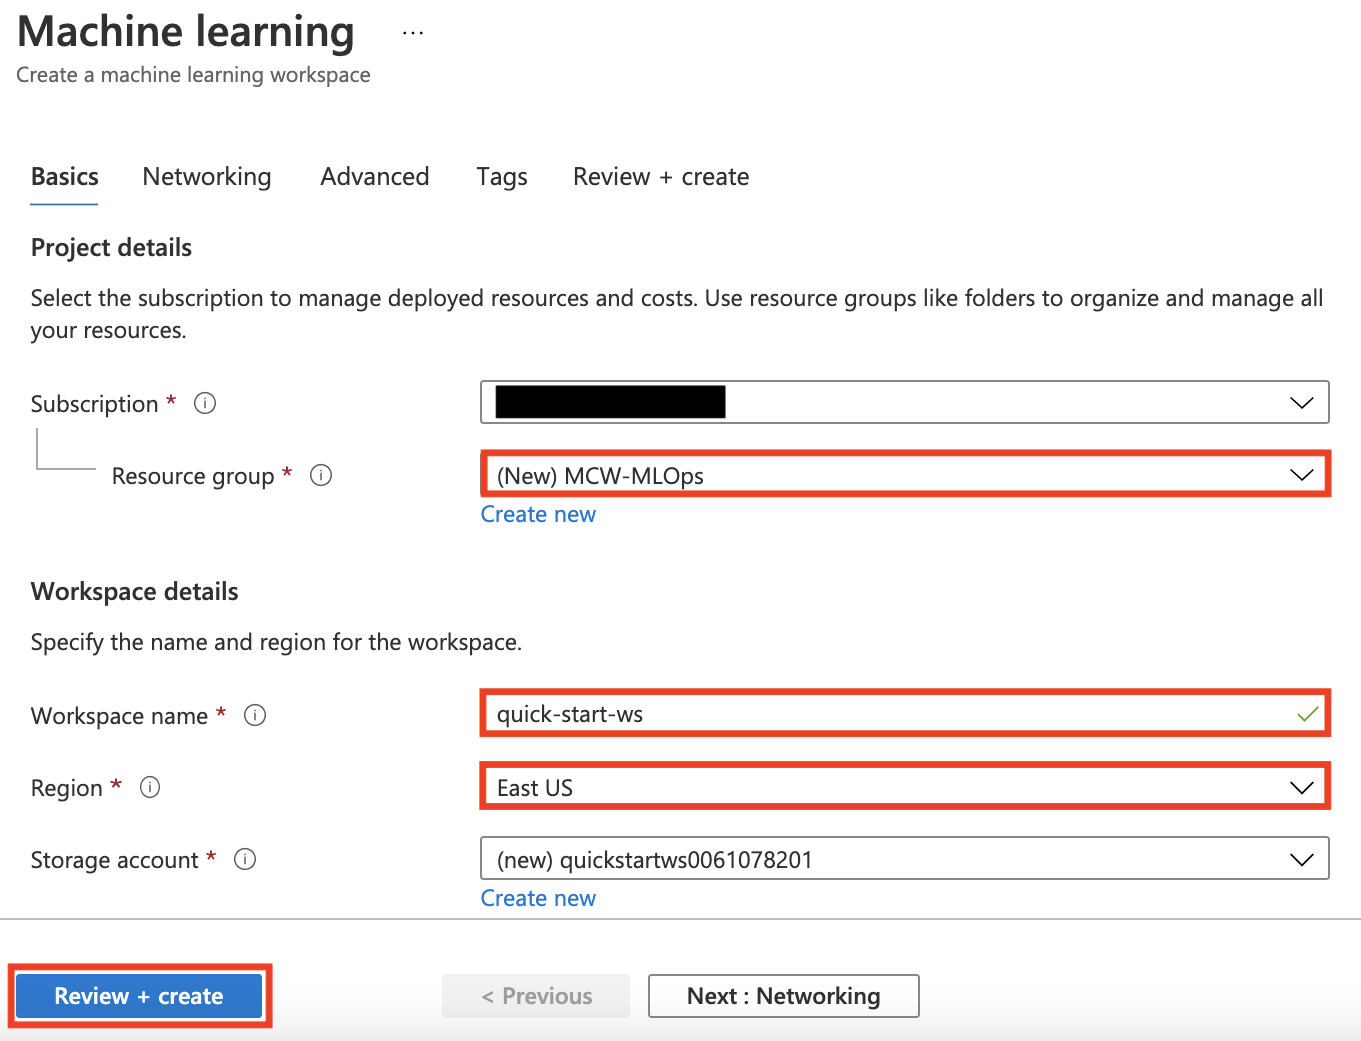 Machine learning ...
Create a machine learning workspace
Basics Networking Advanced Tags Review + create
Project details
Select the subscription to manage deployed resources and costs. Use resource groups like folders to organize and manage all
your resources.
Subscription *
Resource group * (New) MCW-MLOps
Create new
Workspace details
Specify the name and region for the workspace.
Workspace name * quick-start-ws
Region * East US
Storage account * (new) quickstartws0061078201
Create new
Review + create < Previous Next : Networking